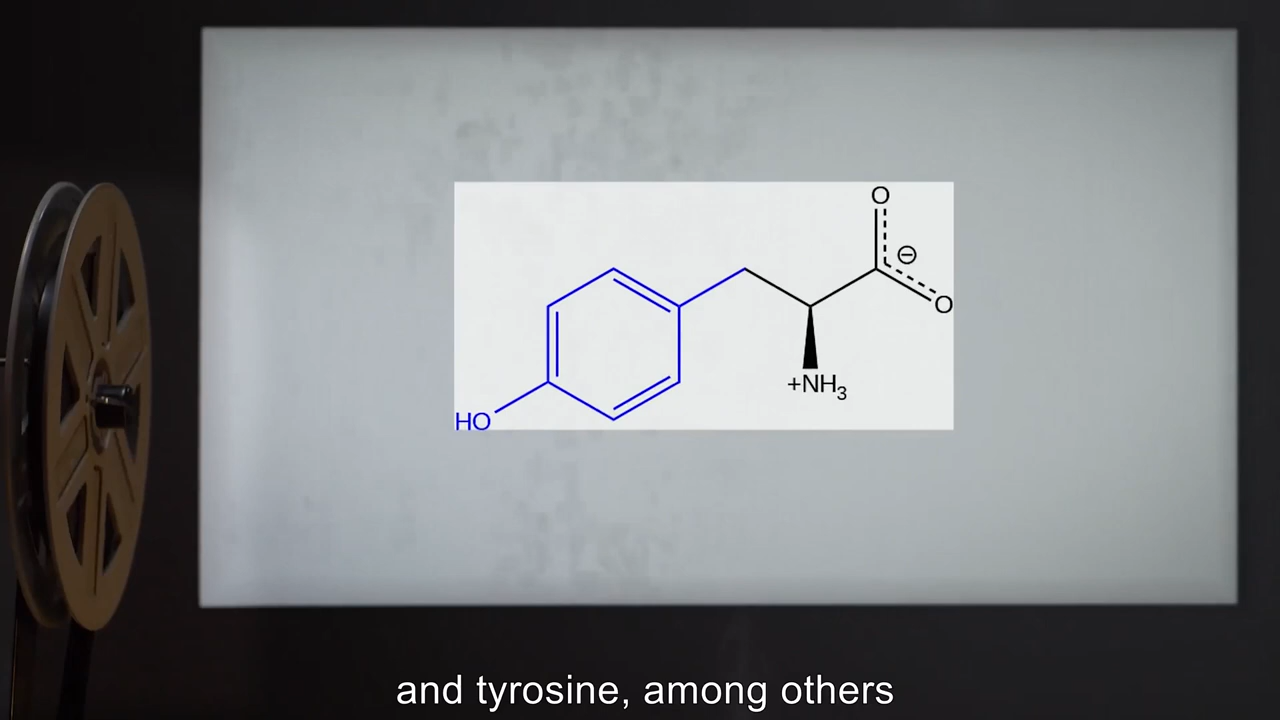 O
⊖
O
+NH₃
HO
and tyrosine, among others